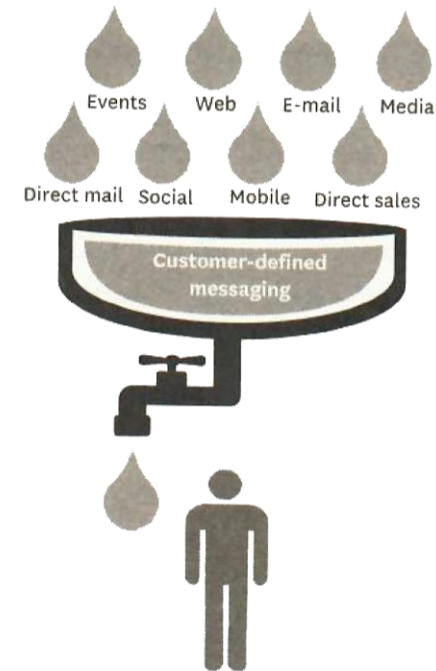 Events Web E-mail Media
Direct mail Social Mobile Direct sales
Customer-defined
messaging